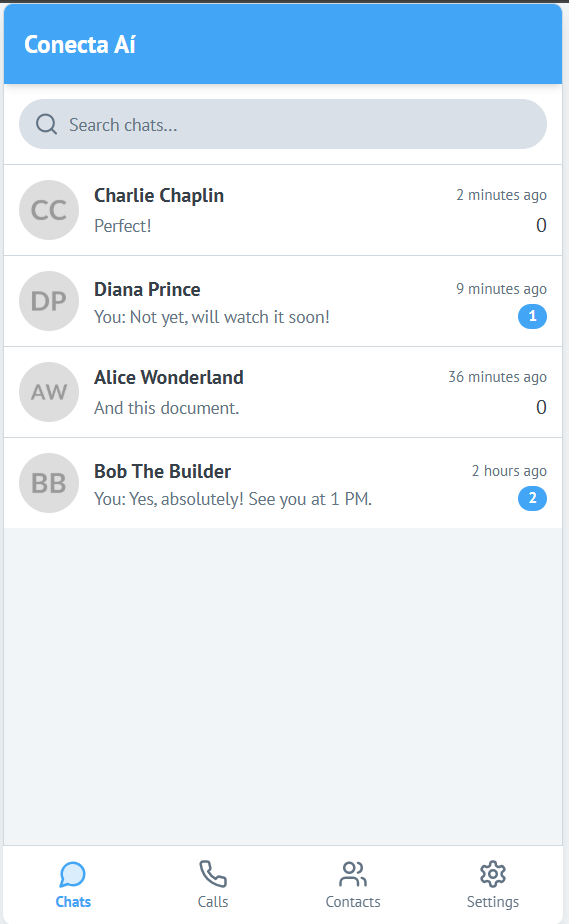 Conecta Aí
Search chats...
CC
Charlie Chaplin
2 minutes ago
Perfect!
0
DP
Diana Prince
9 minutes ago
You: Not yet, will watch it soon!
1
AW
Alice Wonderland
36 minutes ago
And this document.
0
BB
Bob The Builder
2 hours ago
You: Yes, absolutely! See you at 1 PM.
2
Chats
Calls
Contacts
Settings